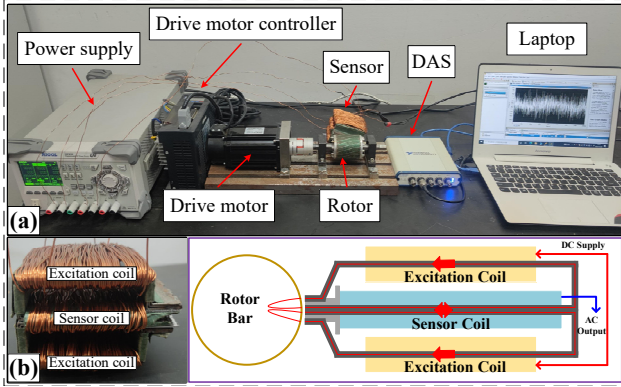 Drive motor controller
Power supply
Sensor
DAS
Laptop
Drive motor
Rotor
(a)
Excitation coil
Sensor coil
Excitation coil
(b)
DC Supply
Excitation Coil
Rotor
Bar
Sensor Coil
AC
Output
Excitation Coil